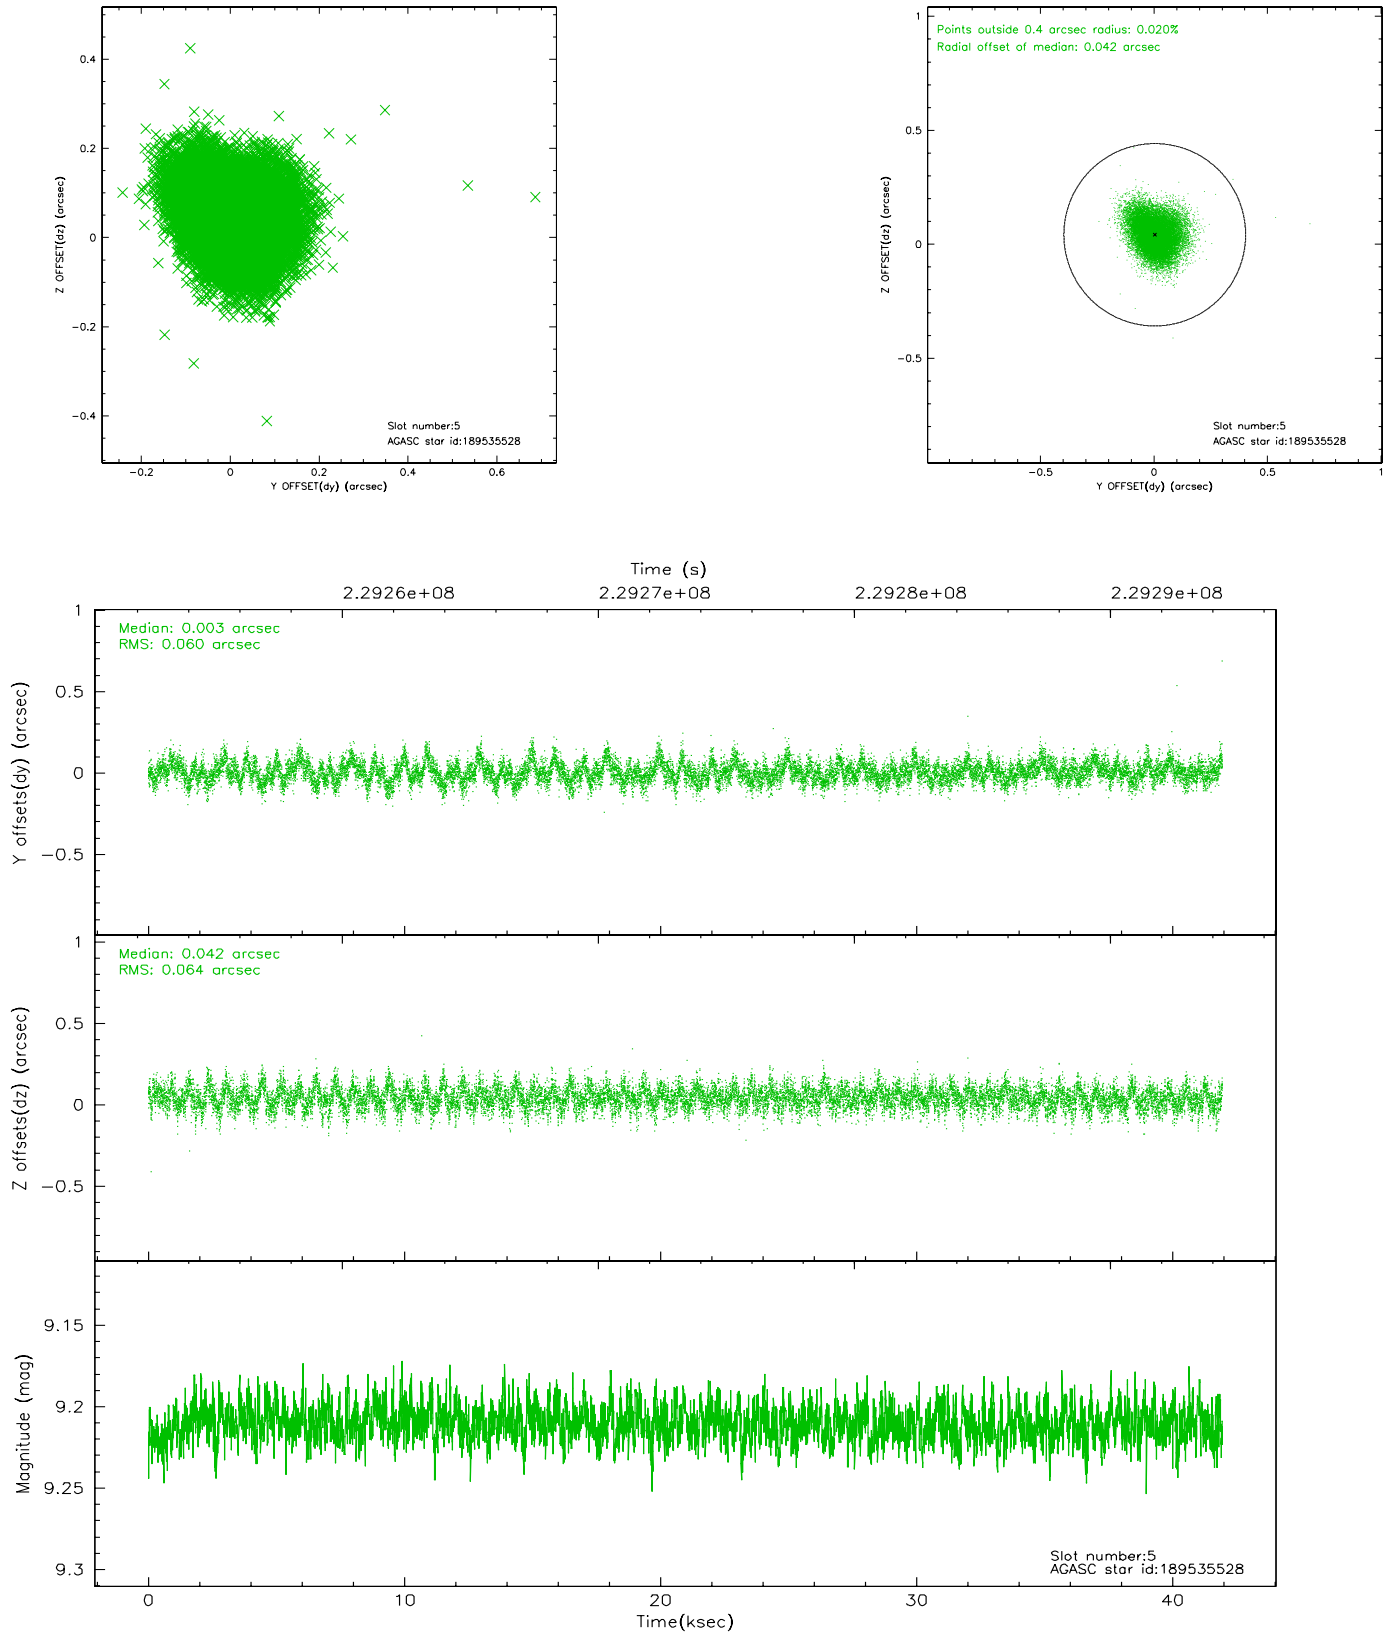 0.4
0.2
0
−0.2
−0.4
Z OFFSET(dz) (arcsec)
Slot number:5
AGASC star id:189535528
−0.2 0 0.2 0.4 0.6
Y OFFSET(dy) (arcsec)
Points outside 0.4 arcsec radius: 0.020%
Radial offset of median: 0.042 arcsec
1
0.5
0
−0.5
Z OFFSET(dz) (arcsec)
Slot number:5
AGASC star id:189535528
−0.5 0 0.5 1
Y OFFSET(dy) (arcsec)
Time (s)
2.2926e+08 2.2927e+08 2.2928e+08 2.2929e+08
Median: 0.003 arcsec
RMS: 0.060 arcsec
1
0.5
0
−0.5
Y offsets(dy) (arcsec)
Median: 0.042 arcsec
RMS: 0.064 arcsec
1
0.5
0
−0.5
Z offsets(dz) (arcsec)
9.15
9.2
9.25
9.3
Magnitude (mag)
Slot number:5
AGASC star id:189535528
0 10 20 30 40
Time(ksec)